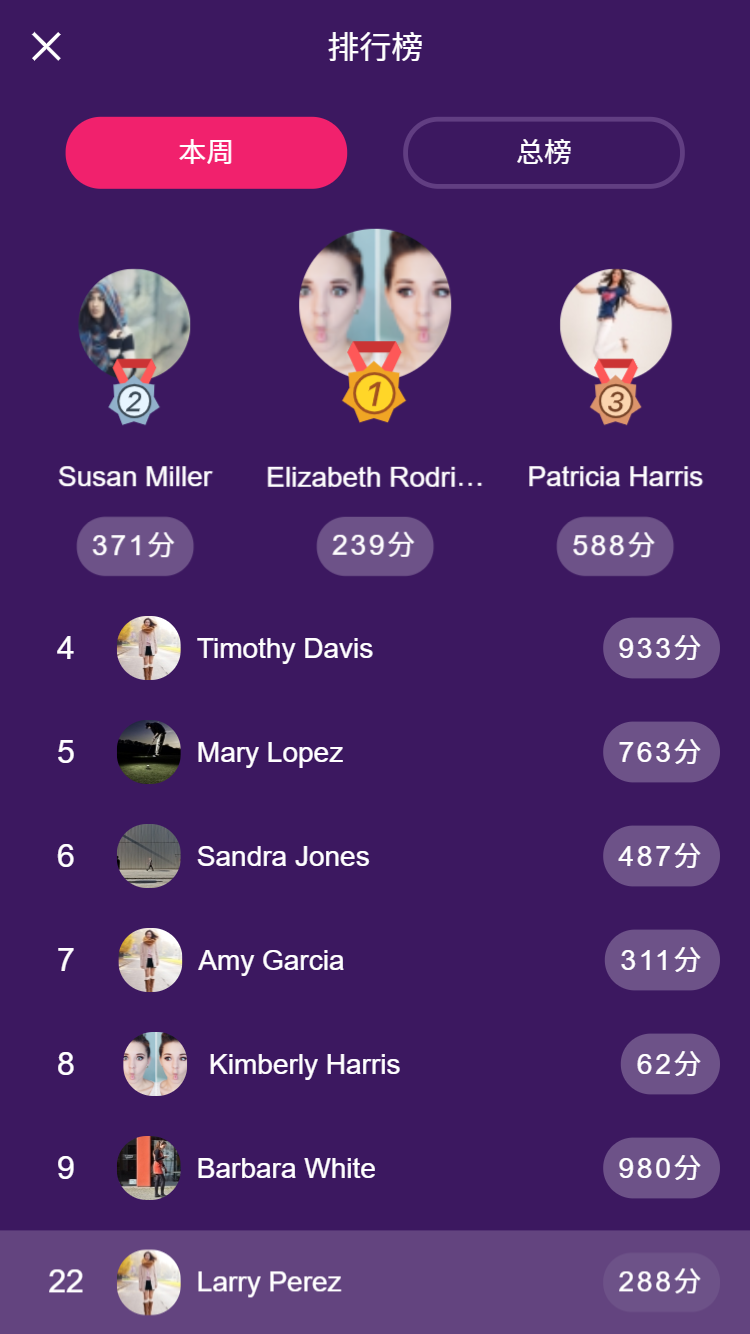 排行榜
本周 总榜
2 1 3
Susan Miller Elizabeth Rodri... Patricia Harris
371分 239分 588分
4 Timothy Davis 933分
5 Mary Lopez 763分
6 Sandra Jones 487分
7 Amy Garcia 311分
8 Kimberly Harris 62分
9 Barbara White 980分
22 Larry Perez 288分